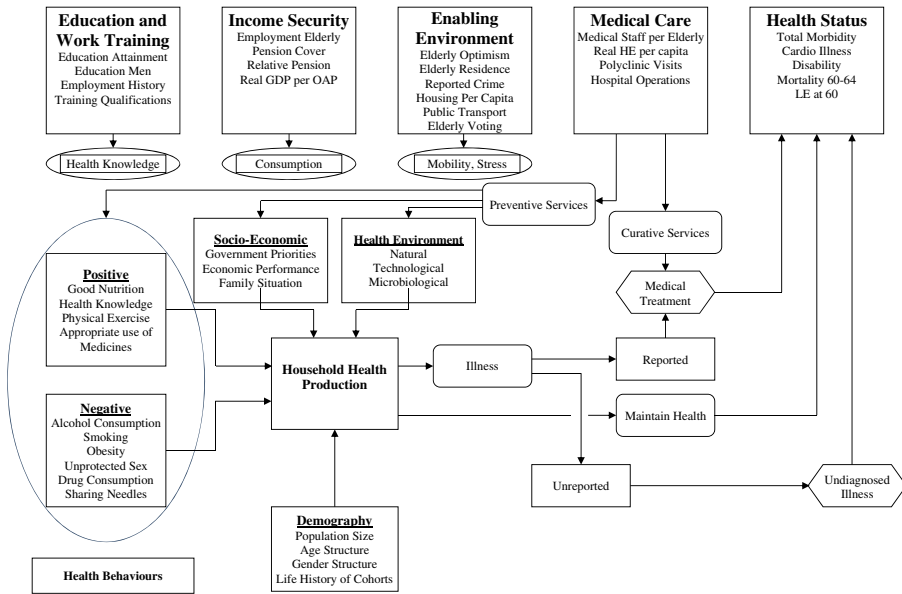 Education and
Work Training
Education Attainment
Education Men
Employment History
Training Qualifications
Income Security
Employment Elderly
Pension Cover
Relative Pension
Real GDP per OAP
Enabling
Environment
Elderly Optimism
Elderly Residence
Reported Crime
Housing Per Capita
Public Transport
Elderly Voting
Medical Care
Medical Staff per Elderly
Real HE per capita
Polyclinic Visits
Hospital Operations
Health Status
Total Morbidity
Cardio Illness
Disability
Mortality 60-64
LE at 60
Health Knowledge
Consumption
Mobility, Stress
Preventive Services
Curative Services
Socio-Economic
Government Priorities
Economic Performance
Family Situation
Health Environment
Natural
Technological
Microbiological
Positive
Good Nutrition
Health Knowledge
Physical Exercise
Appropriate use of
Medicines
Medical
Treatment
Household Health
Production
Illness
Reported
Negative
Alcohol Consumption
Smoking
Obesity
Unprotected Sex
Drug Consumption
Sharing Needles
Maintain Health
Unreported
Undiagnosed
Illness
Demography
Population Size
Age Structure
Gender Structure
Life History of Cohorts
Health Behaviours